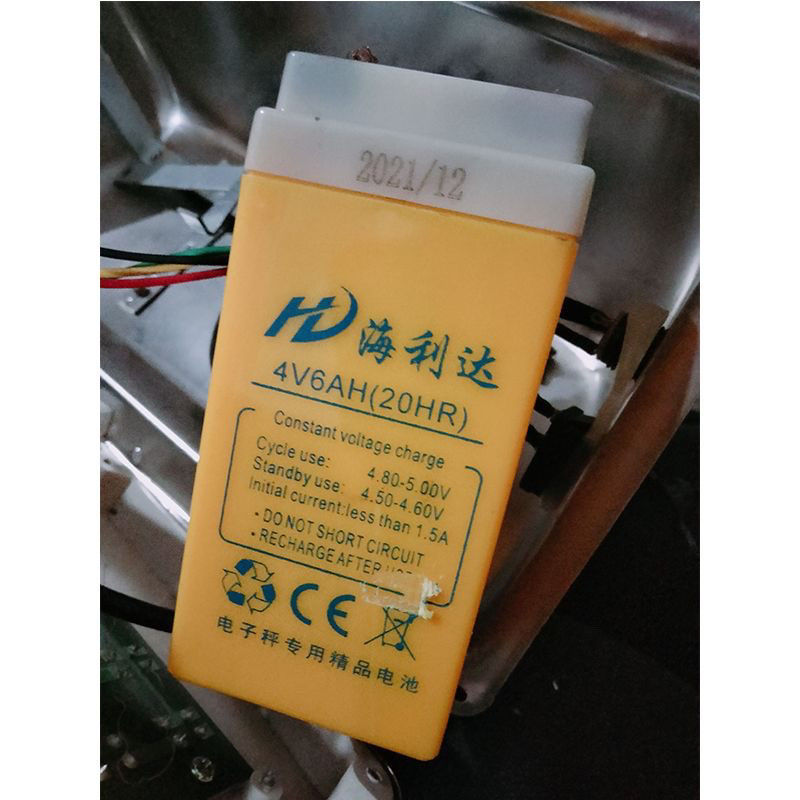 2021/12
HD 海利达
4V6AH(20HR)
Constant voltage charge
Cycle use: 4.80-5.00V
Standby use: 4.50-4.60V
Initial current:less than 1.5A
• DO NOT SHORT CIRCUIT
• RECHARGE AFTER
CE
电子秤专用精品电池